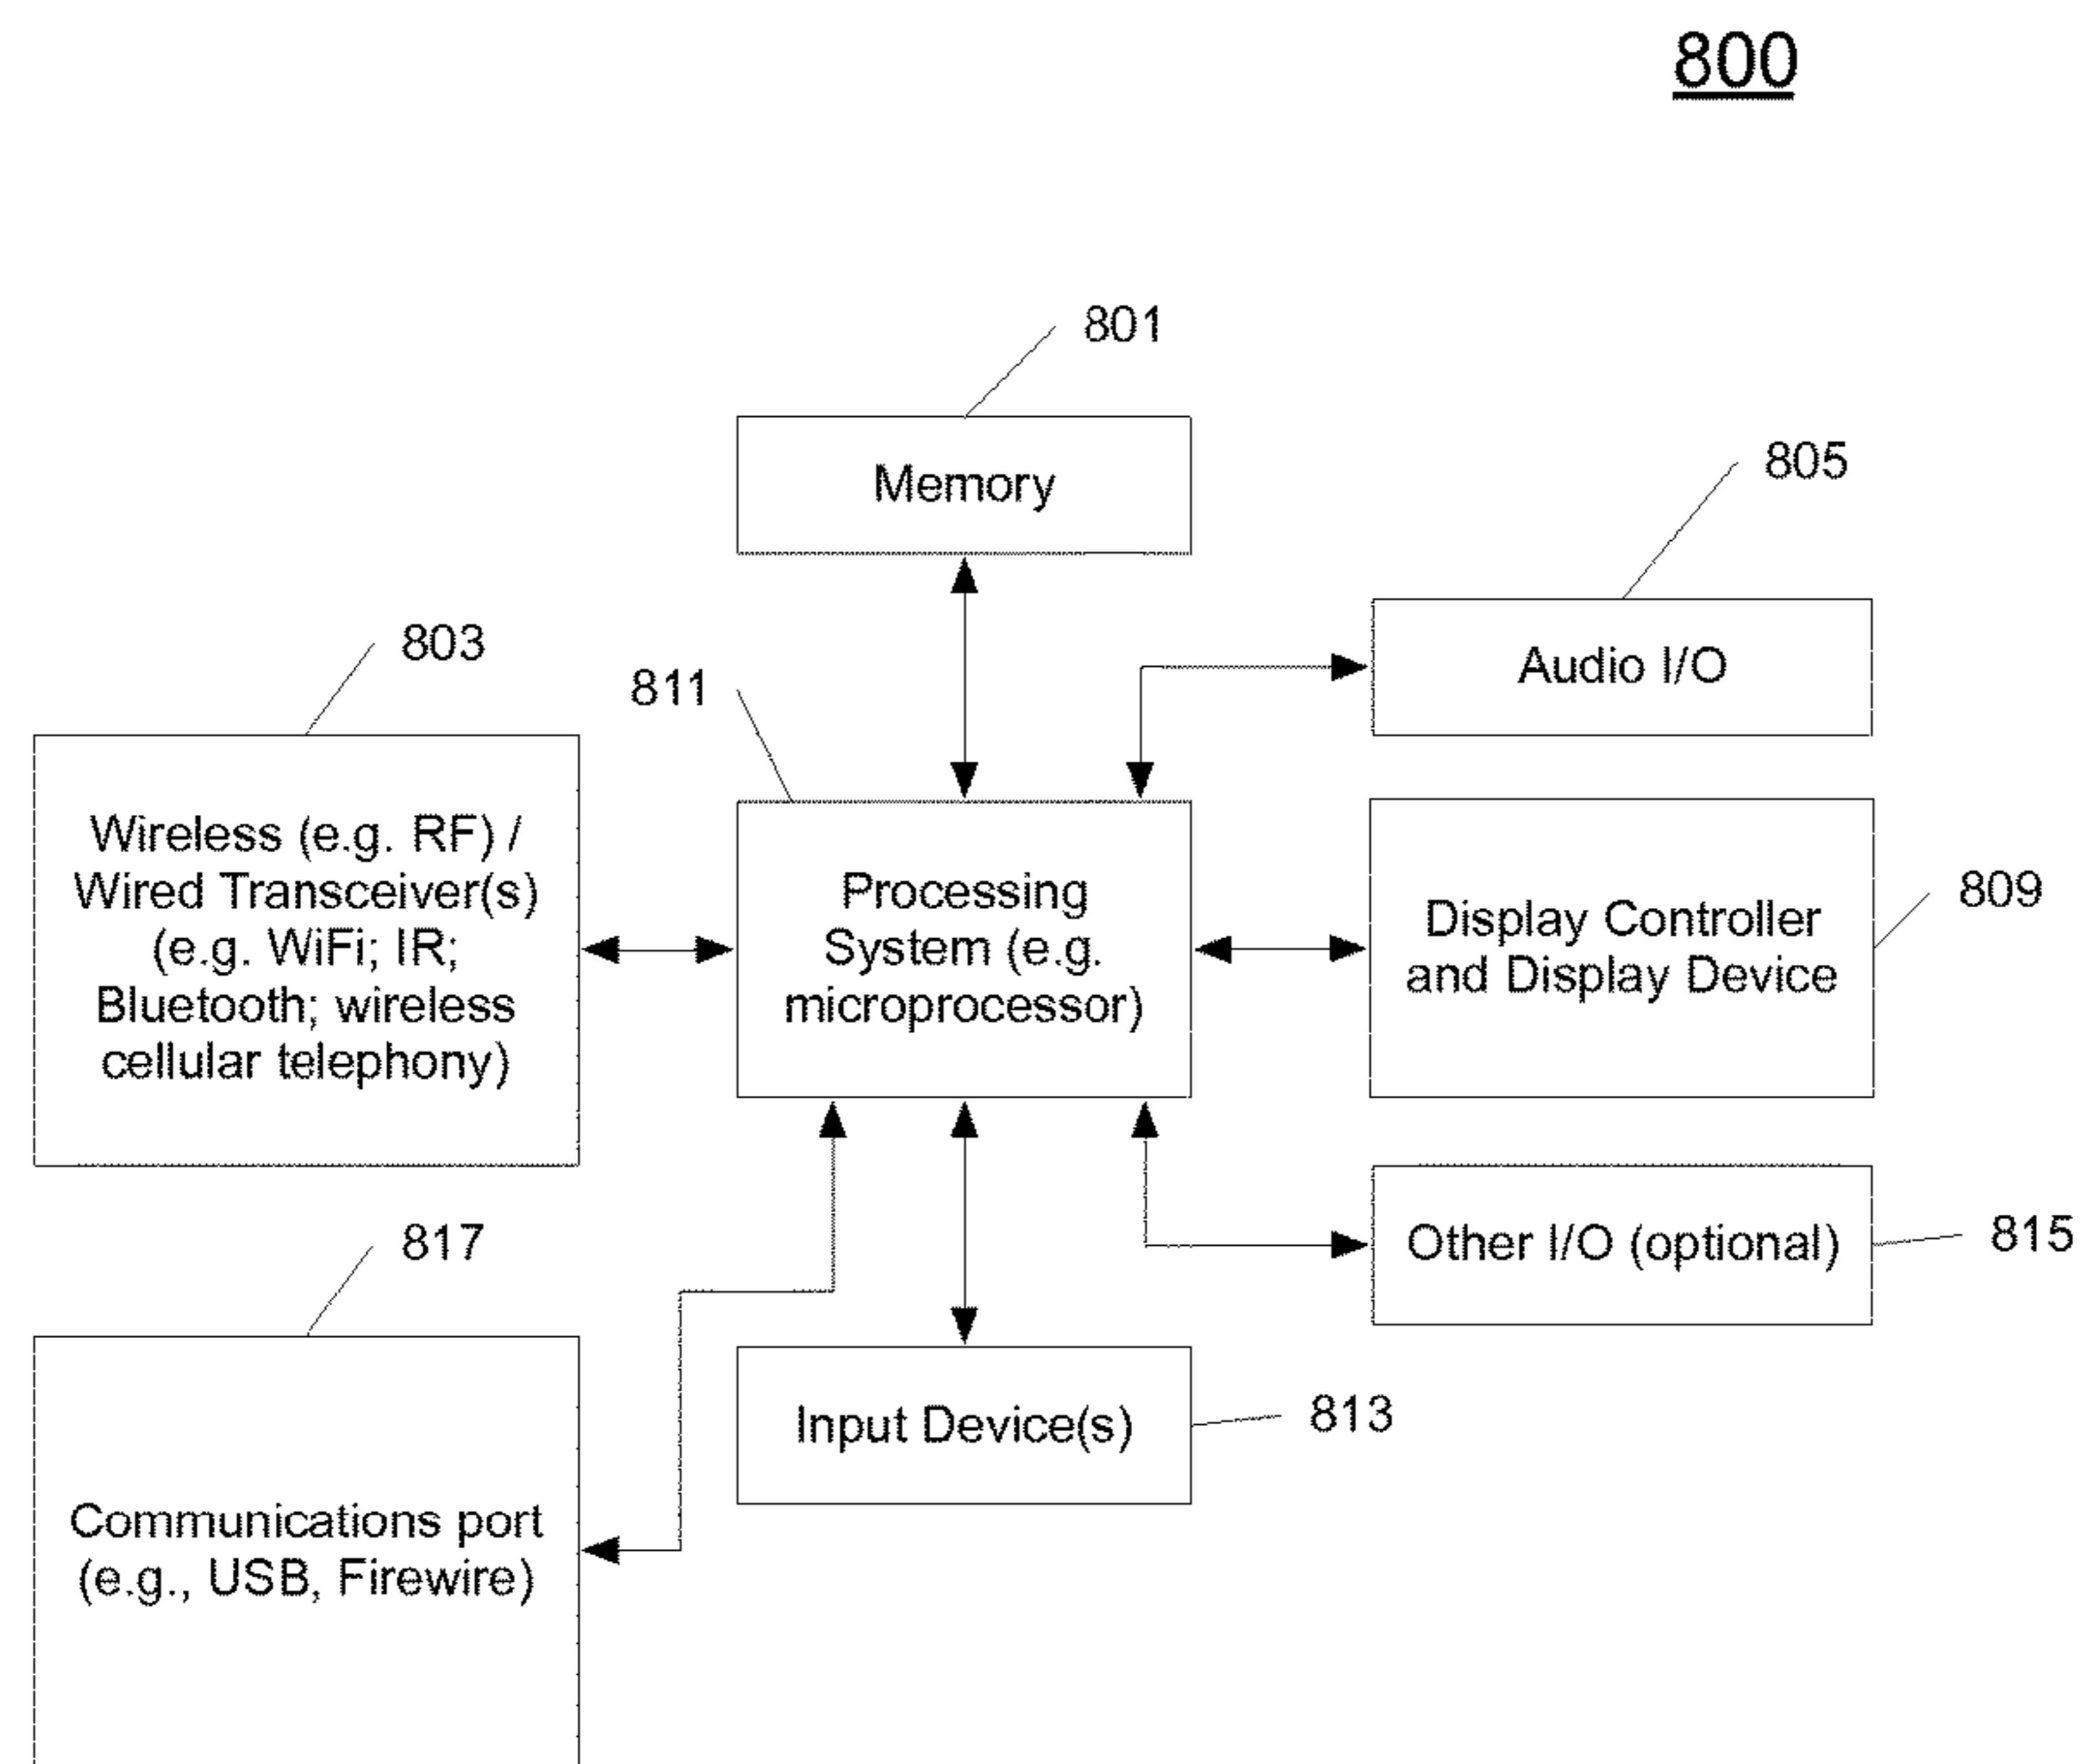 800
801
Memory
805
Audio I/O
803
811
Wireless (e.g. RF) /
Wired Transceiver(s)
(e.g. WiFi; IR;
Bluetooth; wireless
cellular telephony)
Processing
System (e.g.
microprocessor)
Display Controller
and Display Device
809
817
Other I/O (optional)
815
Input Device(s)
813
Communications port
(e.g., USB, Firewire)